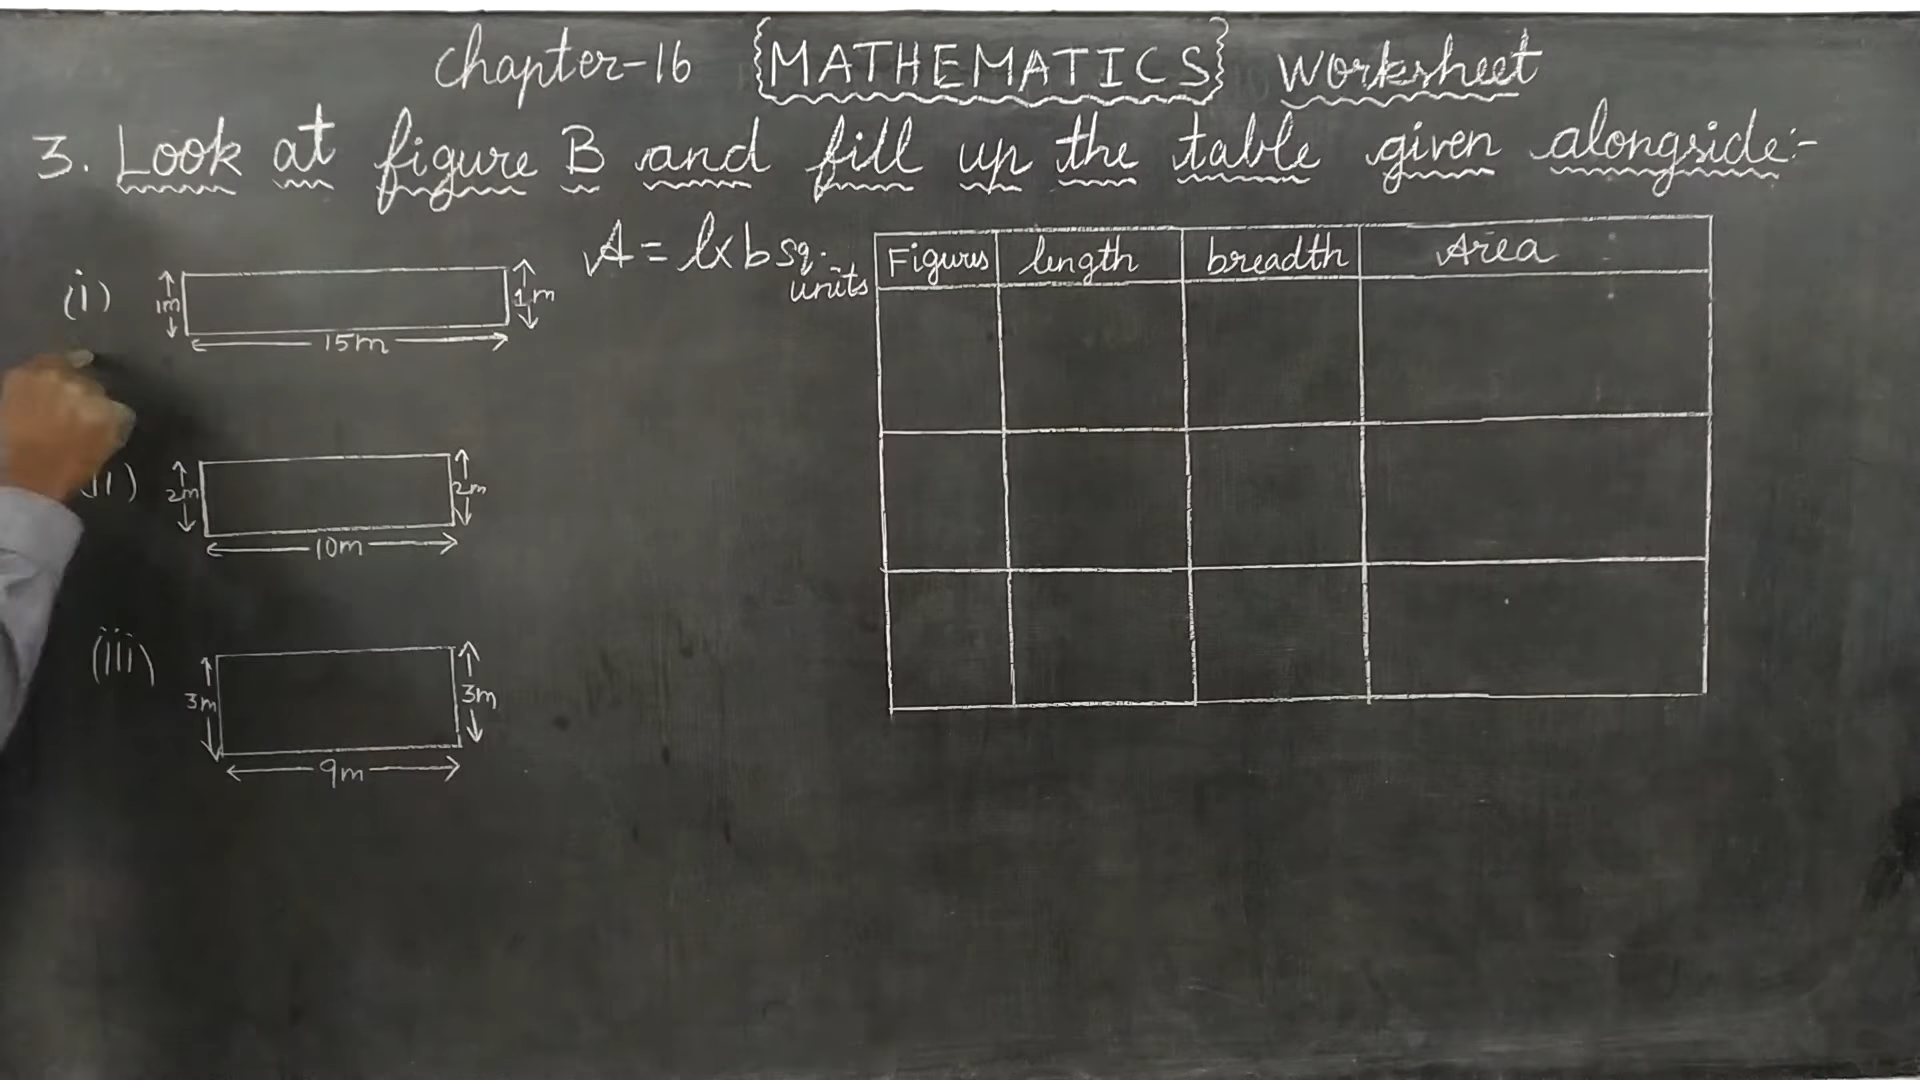 chapter-16 {MATHEMATICS} Worksheet
3. Look at figure B and fill up the table given alongside:-
A = l x b sq. units
Figures length breadth Area
(i) 1m 1m
15m
(ii) 2m 2m
10m
(iii) 3m 3m
9m